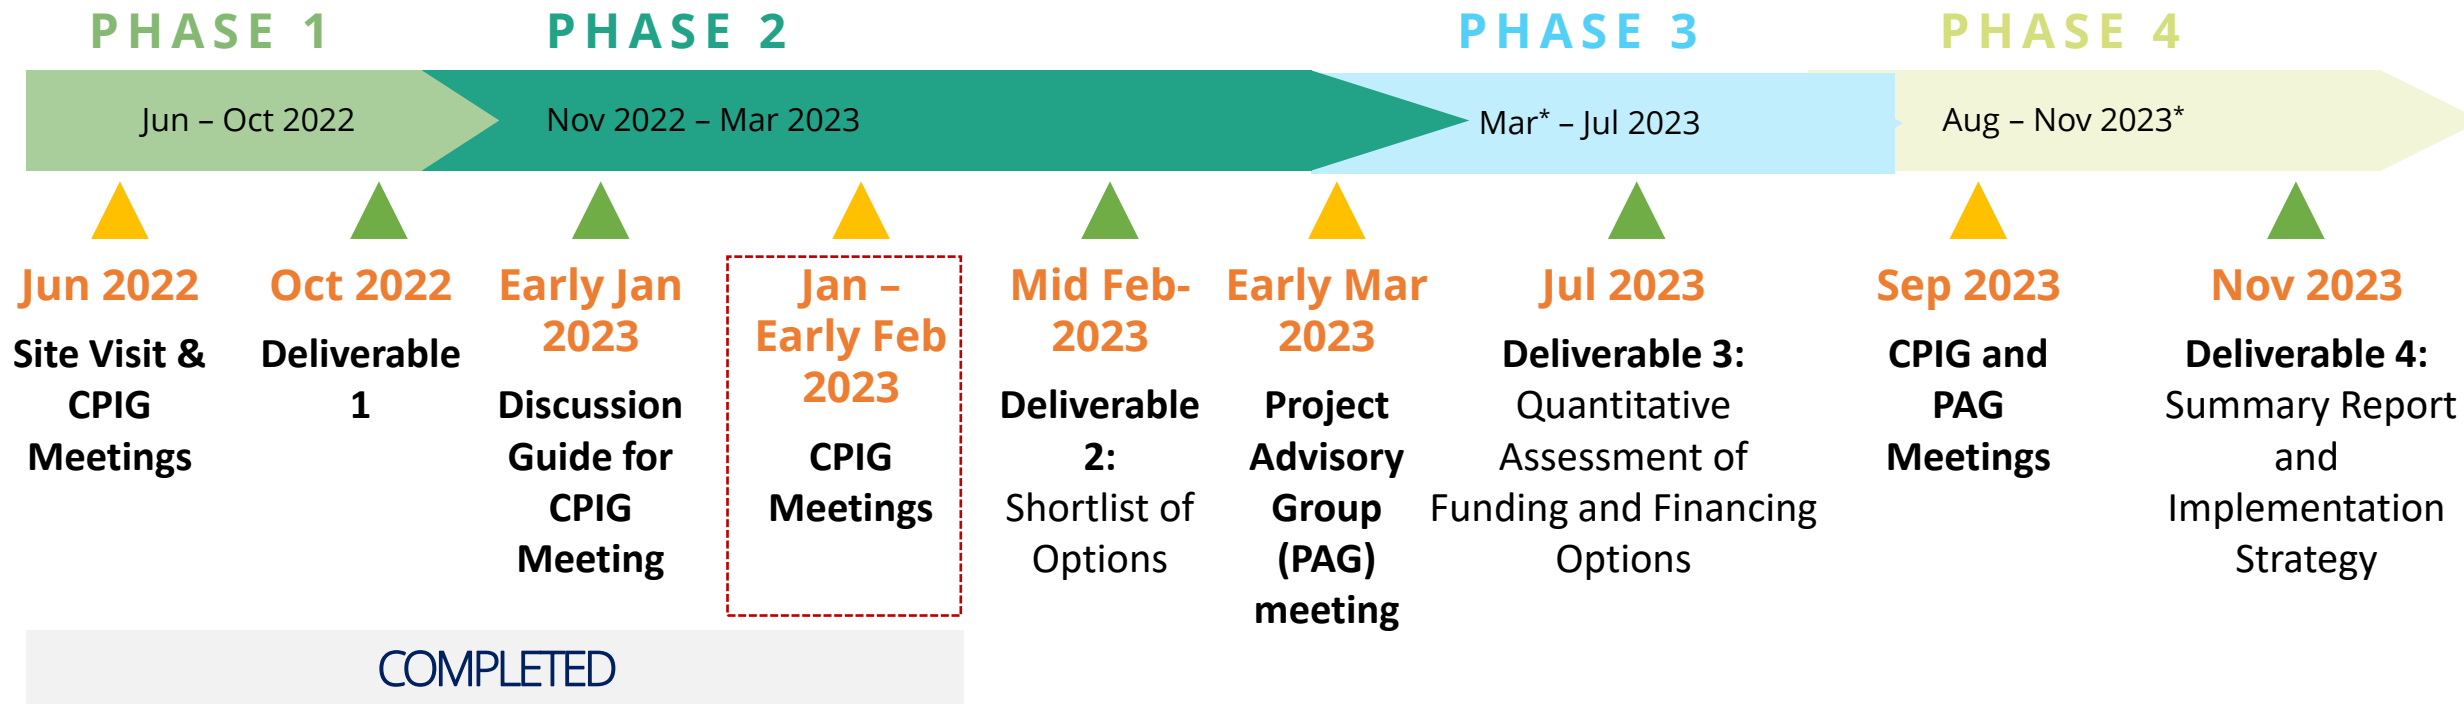 PHASE 1
PHASE 2
PHASE 3
PHASE 4
Jun – Oct 2022
Nov 2022 – Mar 2023
Mar* – Jul 2023
Aug – Nov 2023*
Jun 2022
Site Visit &
CPIG
Meetings
Oct 2022
Deliverable
1
Early Jan
2023
Discussion
Guide for
CPIG
Meeting
Jan –
Early Feb
2023
CPIG
Meetings
Mid Feb-
2023
Deliverable
2:
Shortlist of
Options
Early Mar
2023
Project
Advisory
Group
(PAG)
meeting
Jul 2023
Deliverable 3:
Quantitative
Assessment of
Funding and Financing
Options
Sep 2023
CPIG and
PAG
Meetings
Nov 2023
Deliverable 4:
Summary Report
and
Implementation
Strategy
COMPLETED